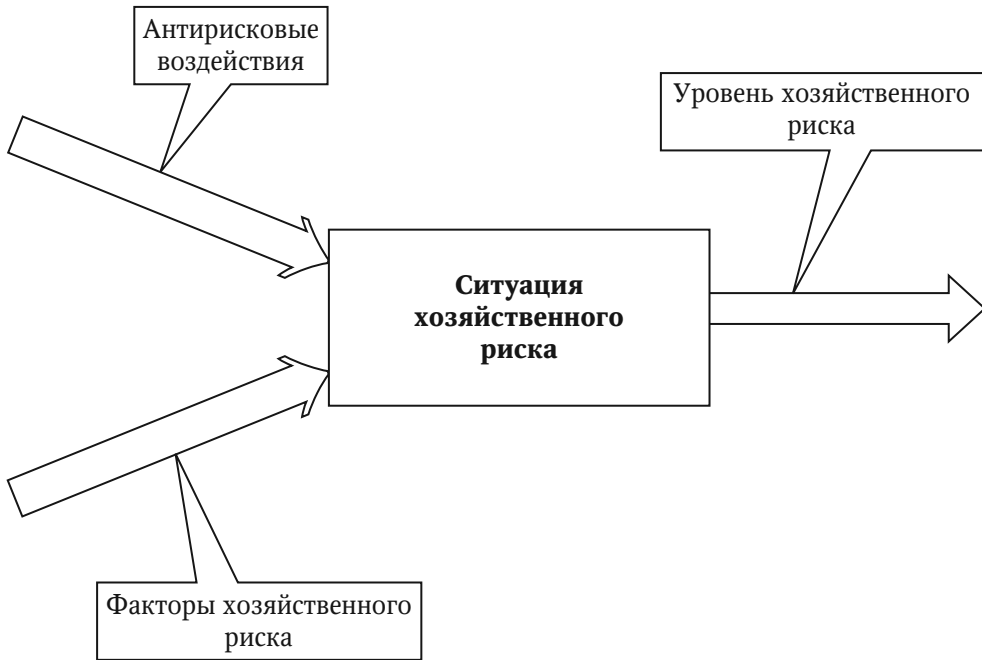 Антирисковые
воздействия
Уровень хозяйственного
риска
Ситуация
хозяйственного
риска
Факторы хозяйственного
риска